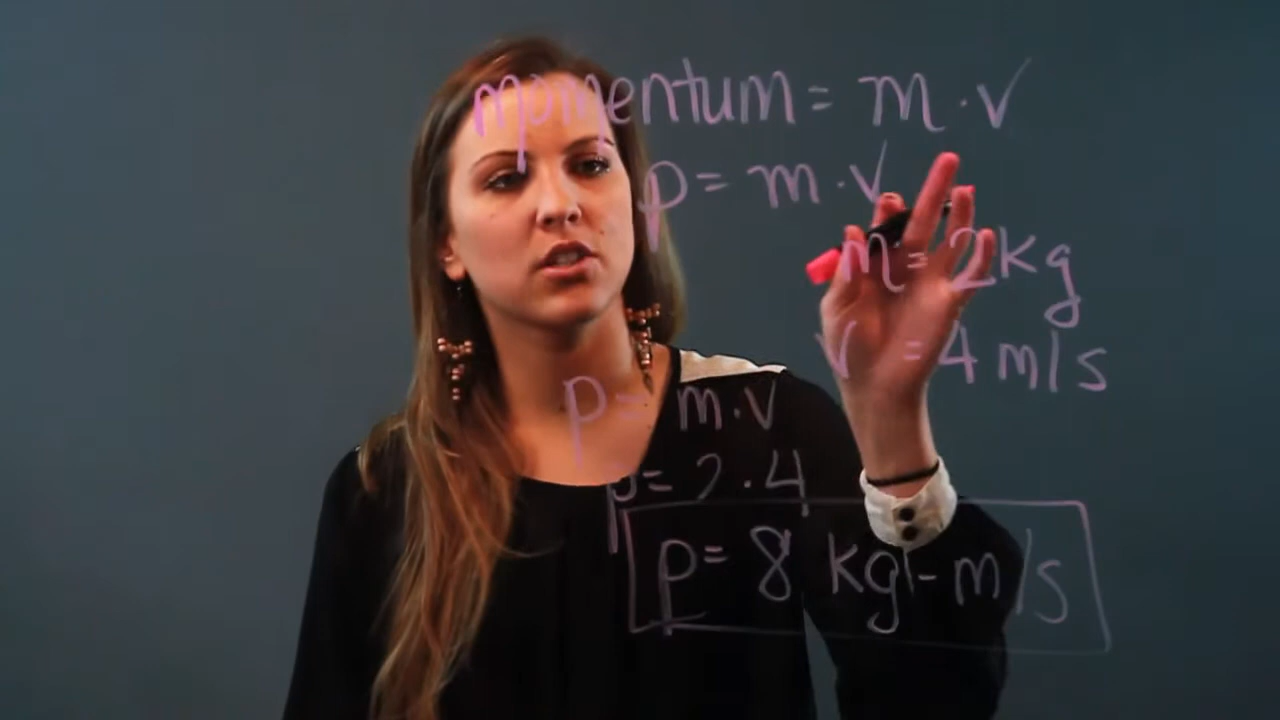 momentum = m · v
p = m · v
m = 2kg
v = 4 m/s
p = m · v
p = 2 · 4
p = 8 kg - m/s